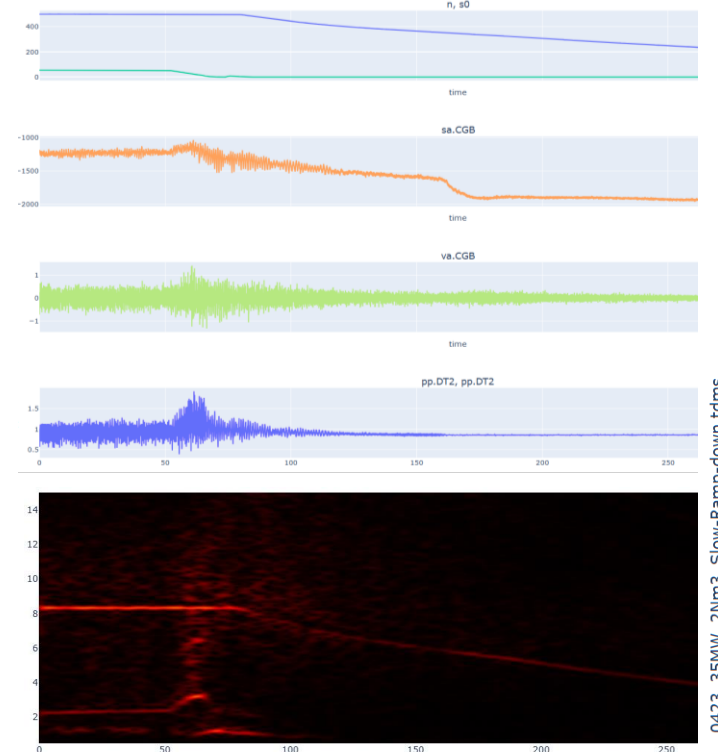 n, s0
400
200
0
time
sa.CGB
-1000
-1500
-2000
time
va.CGB
1
0
−1
time
pp.DT2, pp.DT2
1.5
1
0.5
0 50 100 150 200 250
14
12
10
8
6
4
2
0 50 100 150 200 250
0423_35MW_2Nm3_Slow-Ramp-down.tdms